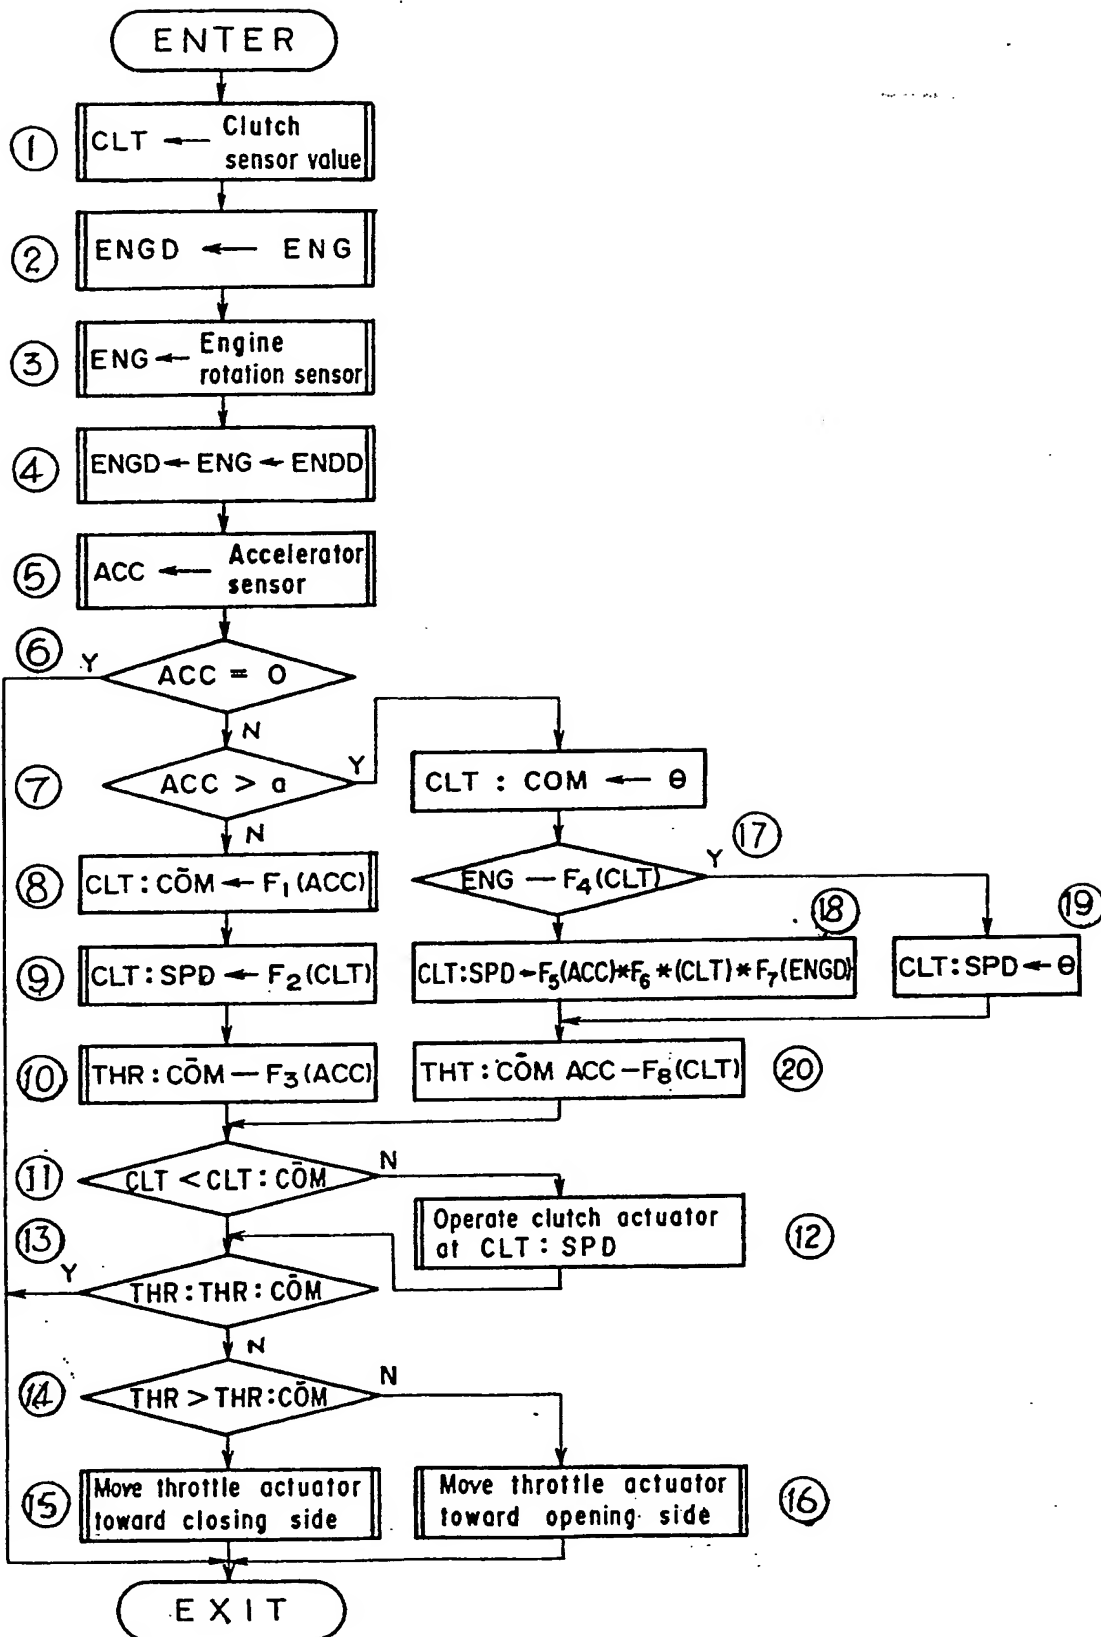 ENTER
①
CLT ← Clutch
sensor value
②
ENGD ← ENG
③
ENG ← Engine
rotation sensor
④
ENGD ← ENG ← ENDD
⑤
ACC ← Accelerator
sensor
⑥
Y
ACC = 0
N
⑦
ACC > a
Y
CLT : COM ← θ
N
⑰
⑧
CLT : CŌM ← F₁(ACC)
ENG — F₄(CLT)
Y
⑱
⑲
⑨
CLT : SPD ← F₂(CLT)
CLT:SPD ← F₅(ACC)*F₆*(CLT)*F₇(ENGD)
CLT:SPD ← θ
⑩
THR : CŌM — F₃(ACC)
THT : CŌM ACC — F₈(CLT)
⑳
⑪
CLT < CLT : CŌM
N
⑬
Operate clutch actuator
at CLT : SPD
⑫
Y
THR : THR : CŌM
N
⑭
THR > THR : CŌM
N
⑮
Move throttle actuator
toward closing side
Move throttle actuator
toward opening side
⑯
EXIT